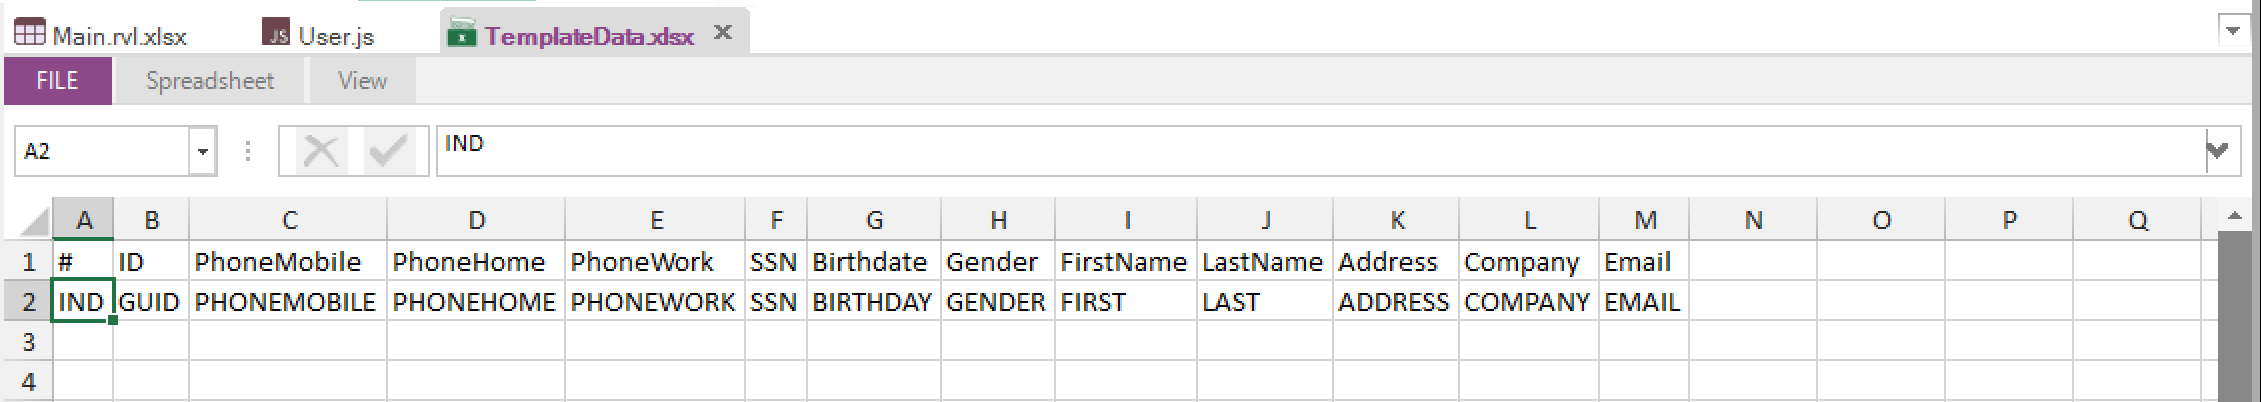 Main.rvl.xlsx JS User.js x TemplateData.xlsx
FILE Spreadsheet View
A2 IND
A B C D E F G H I J K L M N O P Q
1 # ID PhoneMobile PhoneHome PhoneWork SSN Birthdate Gender FirstName LastName Address Company Email
2 IND GUID PHONEMOBILE PHONEHOME PHONEWORK SSN BIRTHDAY GENDER FIRST LAST ADDRESS COMPANY EMAIL
3
4